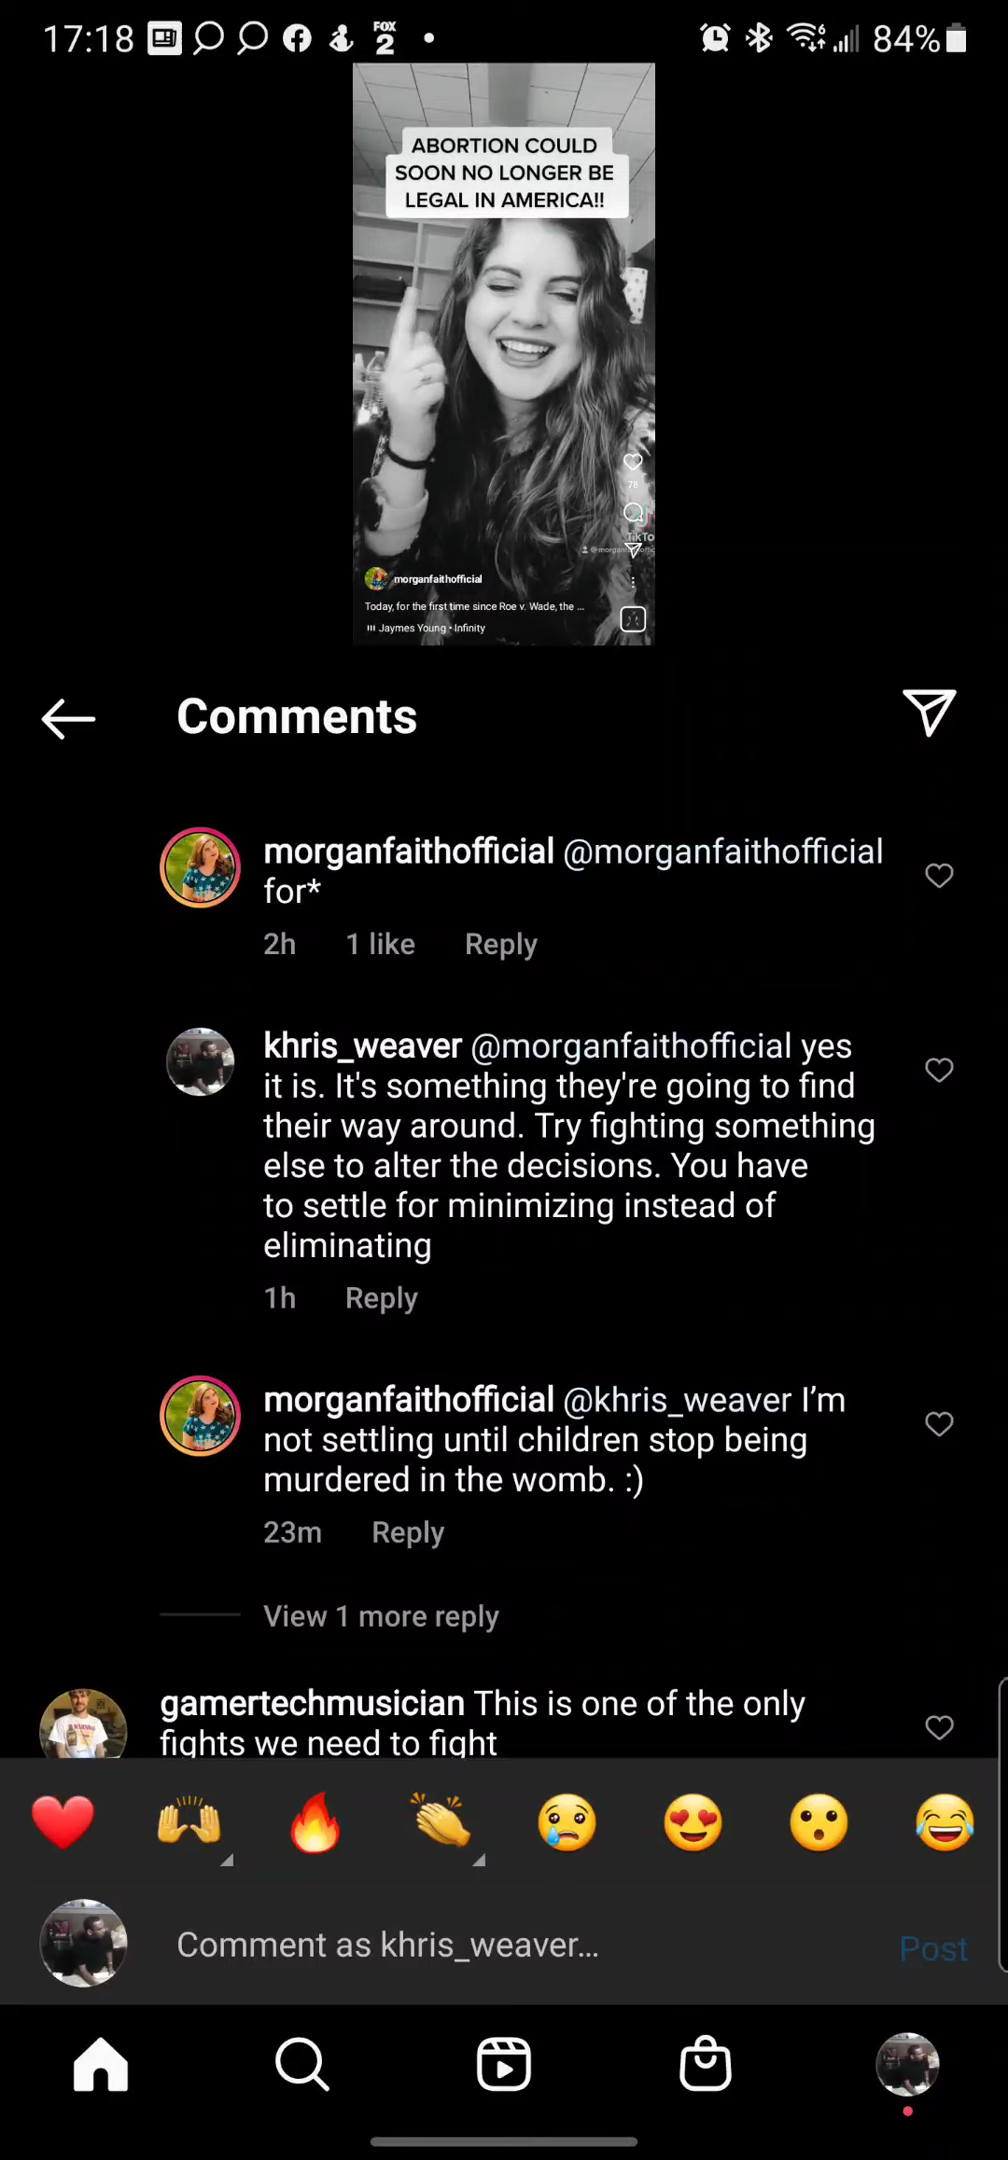 17:18
FOX
2
84%
ABORTION COULD
SOON NO LONGER BE
LEGAL IN AMERICA!!
78
TikTo
morganfaithofficial
Today, for the first time since Roe v. Wade, the ...
Jaymes Young • Infinity
Comments
morganfaithofficial @morganfaithofficial
for*
2h 1 like Reply
khris_weaver @morganfaithofficial yes
it is. It's something they're going to find
their way around. Try fighting something
else to alter the decisions. You have
to settle for minimizing instead of
eliminating
1h Reply
morganfaithofficial @khris_weaver I’m
not settling until children stop being
murdered in the womb. :)
23m Reply
View 1 more reply
gamertechmusician This is one of the only
fights we need to fight
Comment as khris_weaver...
Post